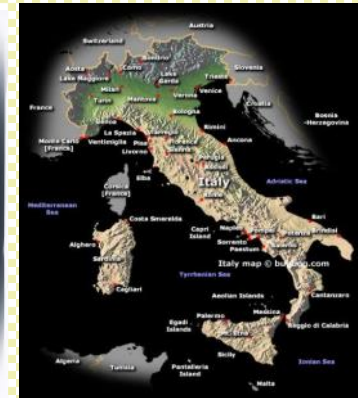 Austria
Switzerland
Sondrio
Aosta
Como
Slovenia
Lake Maggiore
Lake
Garda
Trieste
Milan
Verona
Venice
Turin
Mantova
Croatia
France
Bologna
Bosnia
-Herzegovina
Genoa
Rimini
La Spezia
Monte Carlo
[France]
Ventimiglia
Pisa
Florence
Ancona
Livorno
Siena
Perugia
Elba
Italy
Adriatic Sea
Corsica
[France]
Mediterranean
Sea
Rome
Costa Smeralda
Capri
Island
Naples
Pompei
Bari
Brindisi
Alghero
Sorrento
Salerno
Potenza
Paestum
Sardinia
Italy map ©
Tyrrhenian Sea
Cagliari
Aeolian Islands
Catanzaro
Messina
Palermo
Reggio di Calabria
Egadi
Islands
Sicily
Ionian Sea
Algeria
Tunisia
Pantelleria
Island
Malta